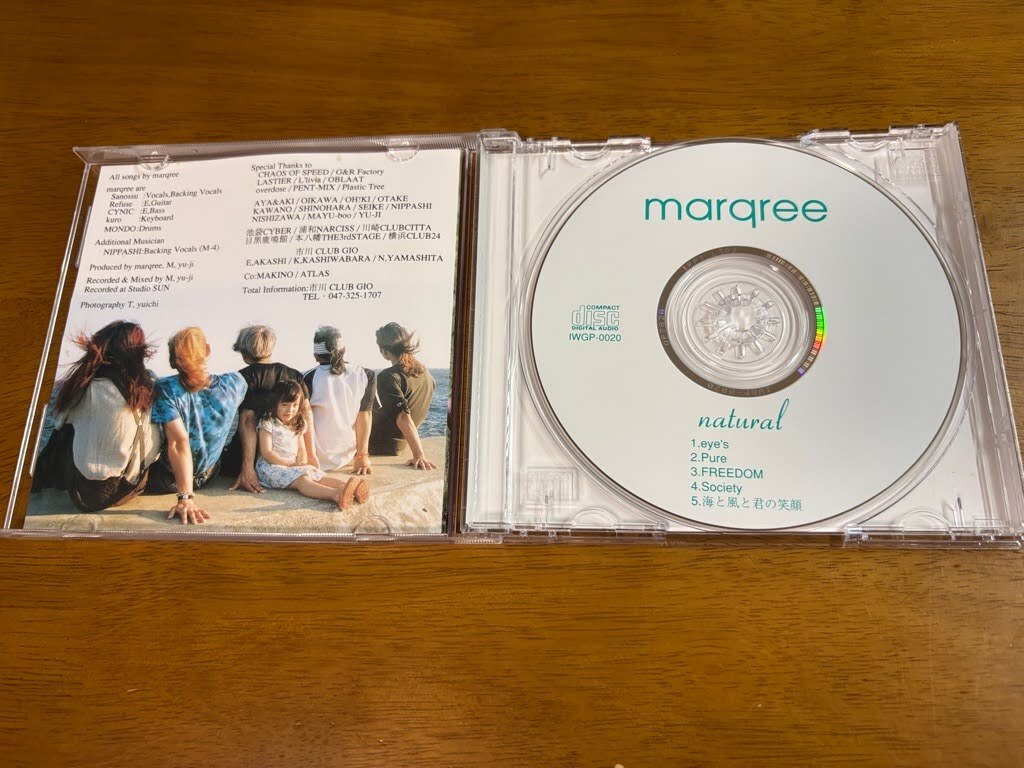 All songs by marqree
marqree are
Sanossu :Vocals,Backing Vocals
Refuse :E,Guitar
CYNIC :E,Bass
kuro :Keyboard
MONDO :Drums
Additional Musician
NIPPASHI:Backing Vocals (M-4)
Produced by marqree, M, yu-ji
Recorded & Mixed by M, yu-ji
Recorded at Studio SUN
Photography T, yuichi
Special Thanks to
CHAOS OF SPEED / G&R Factory
LASTIER / L'livia / OBLAAT
overdose / PENT-MIX / Plastic Tree
AYA&AKI / OIKAWA / OH!KI / OTAKE
KAWANO / SHINOHARA / SEIKE / NIPPASHI
NISHIZAWA / MAYU-boo / YU-JI
池袋CYBER / 浦和NARCISS / 川崎CLUBCITTA
目黒鹿鳴館 / 本八幡THE3rdSTAGE / 横浜CLUB24
市川 CLUB GIO
E,AKASHI / K,KASHIWABARA / N,YAMASHITA
Co:MAKINO / ATLAS
Total Information:市川 CLUB GIO
TEL・047-325-1707
marqree
COMPACT
disc
DIGITAL AUDIO
IWGP-0020
natural
1.eye's
2.Pure
3.FREEDOM
4.Society
5.海と風と君の笑顔